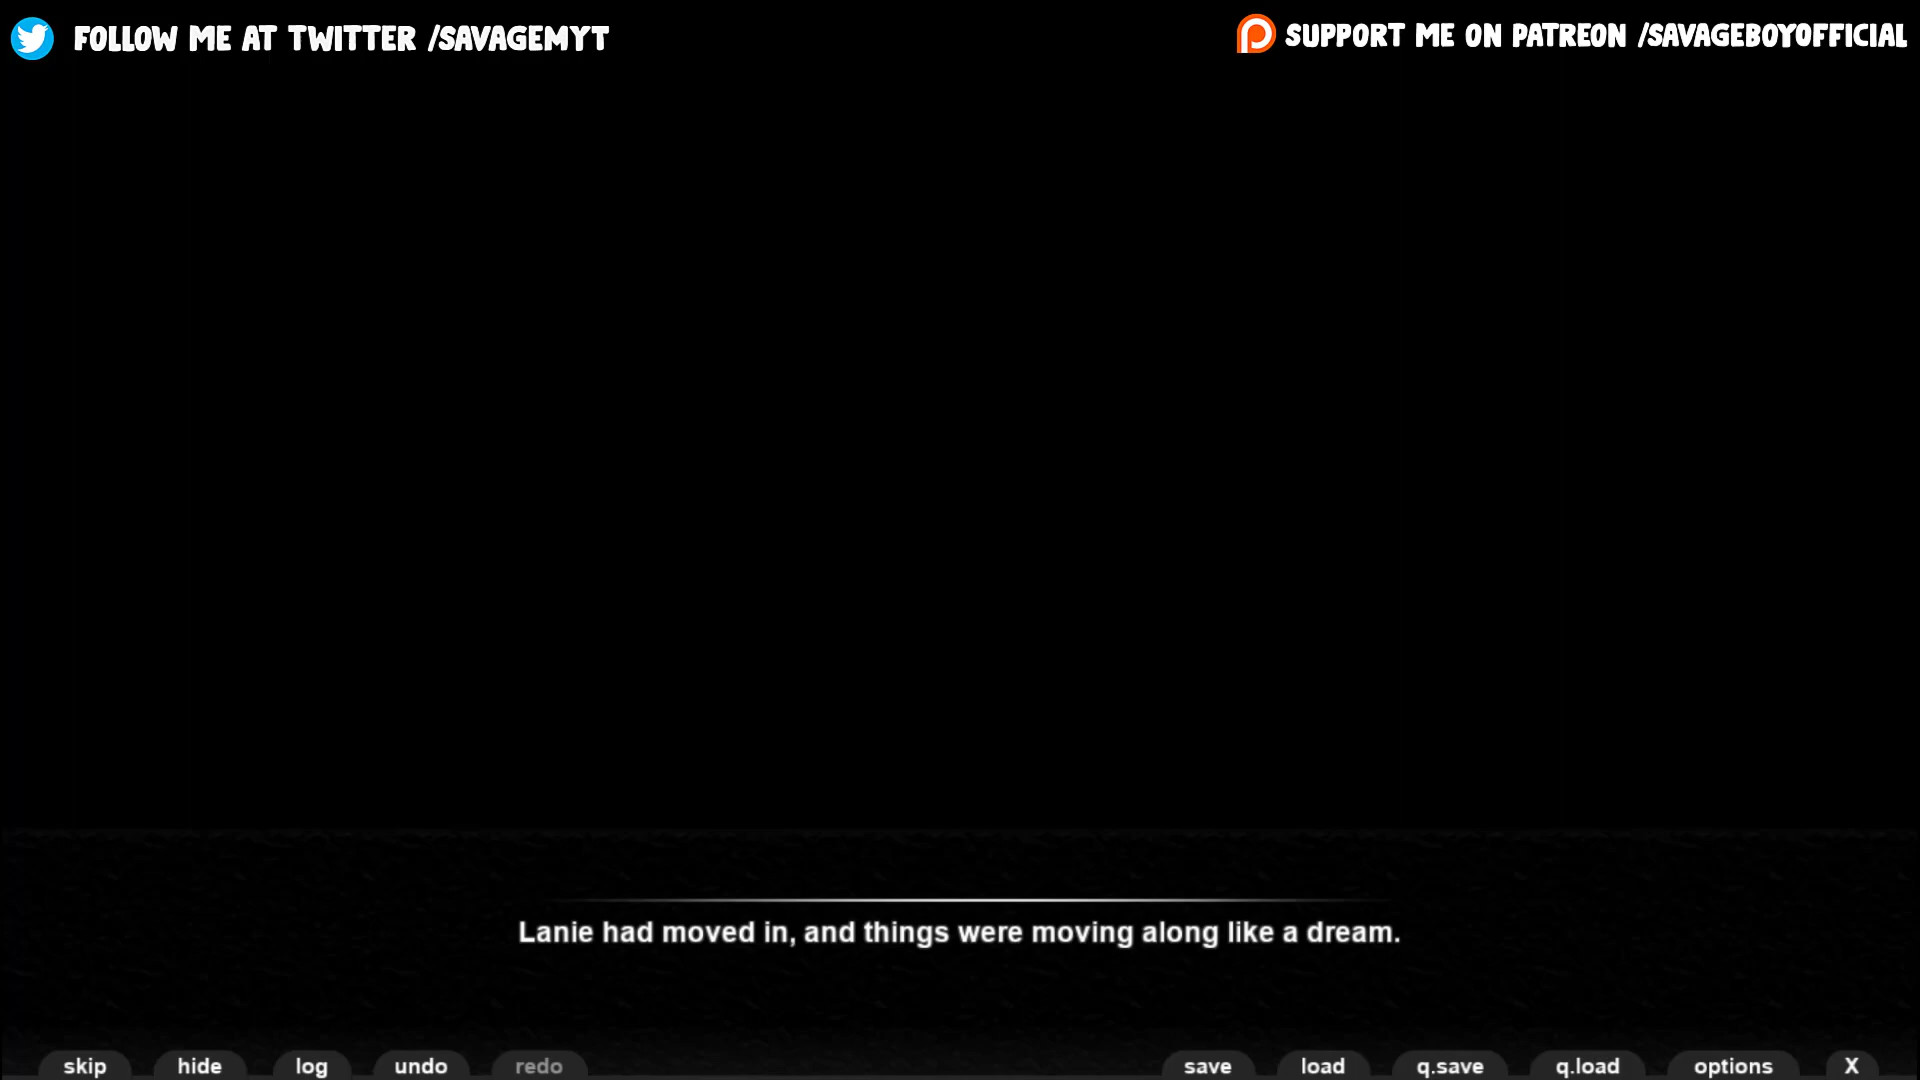 FOLLOW ME AT TWITTER /SAVAGEMYT
SUPPORT ME ON PATREON /SAVAGEBOYOFFICIAL
Lanie had moved in, and things were moving along like a dream.
skip hide log undo redo save load q.save q.load options X